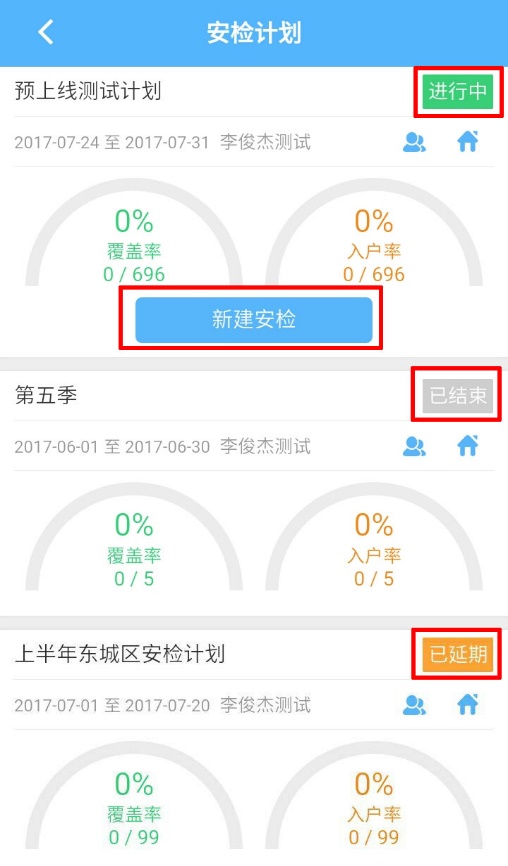 安检计划
预上线测试计划 进行中
2017-07-24 至 2017-07-31 李俊杰测试
0% 0%
覆盖率 入户率
0 / 696 0 / 696
新建安检
第五季 已结束
2017-06-01 至 2017-06-30 李俊杰测试
0% 0%
覆盖率 入户率
0 / 5 0 / 5
上半年东城区安检计划 已延期
2017-07-01 至 2017-07-20 李俊杰测试
0% 0%
覆盖率 入户率
0 / 99 0 / 99